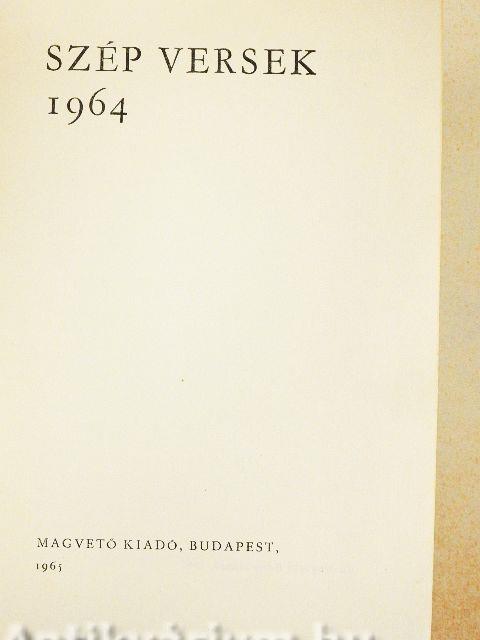 SZÉP VERSEK
1964
MAGVETŐ KIADÓ, BUDAPEST,
1965